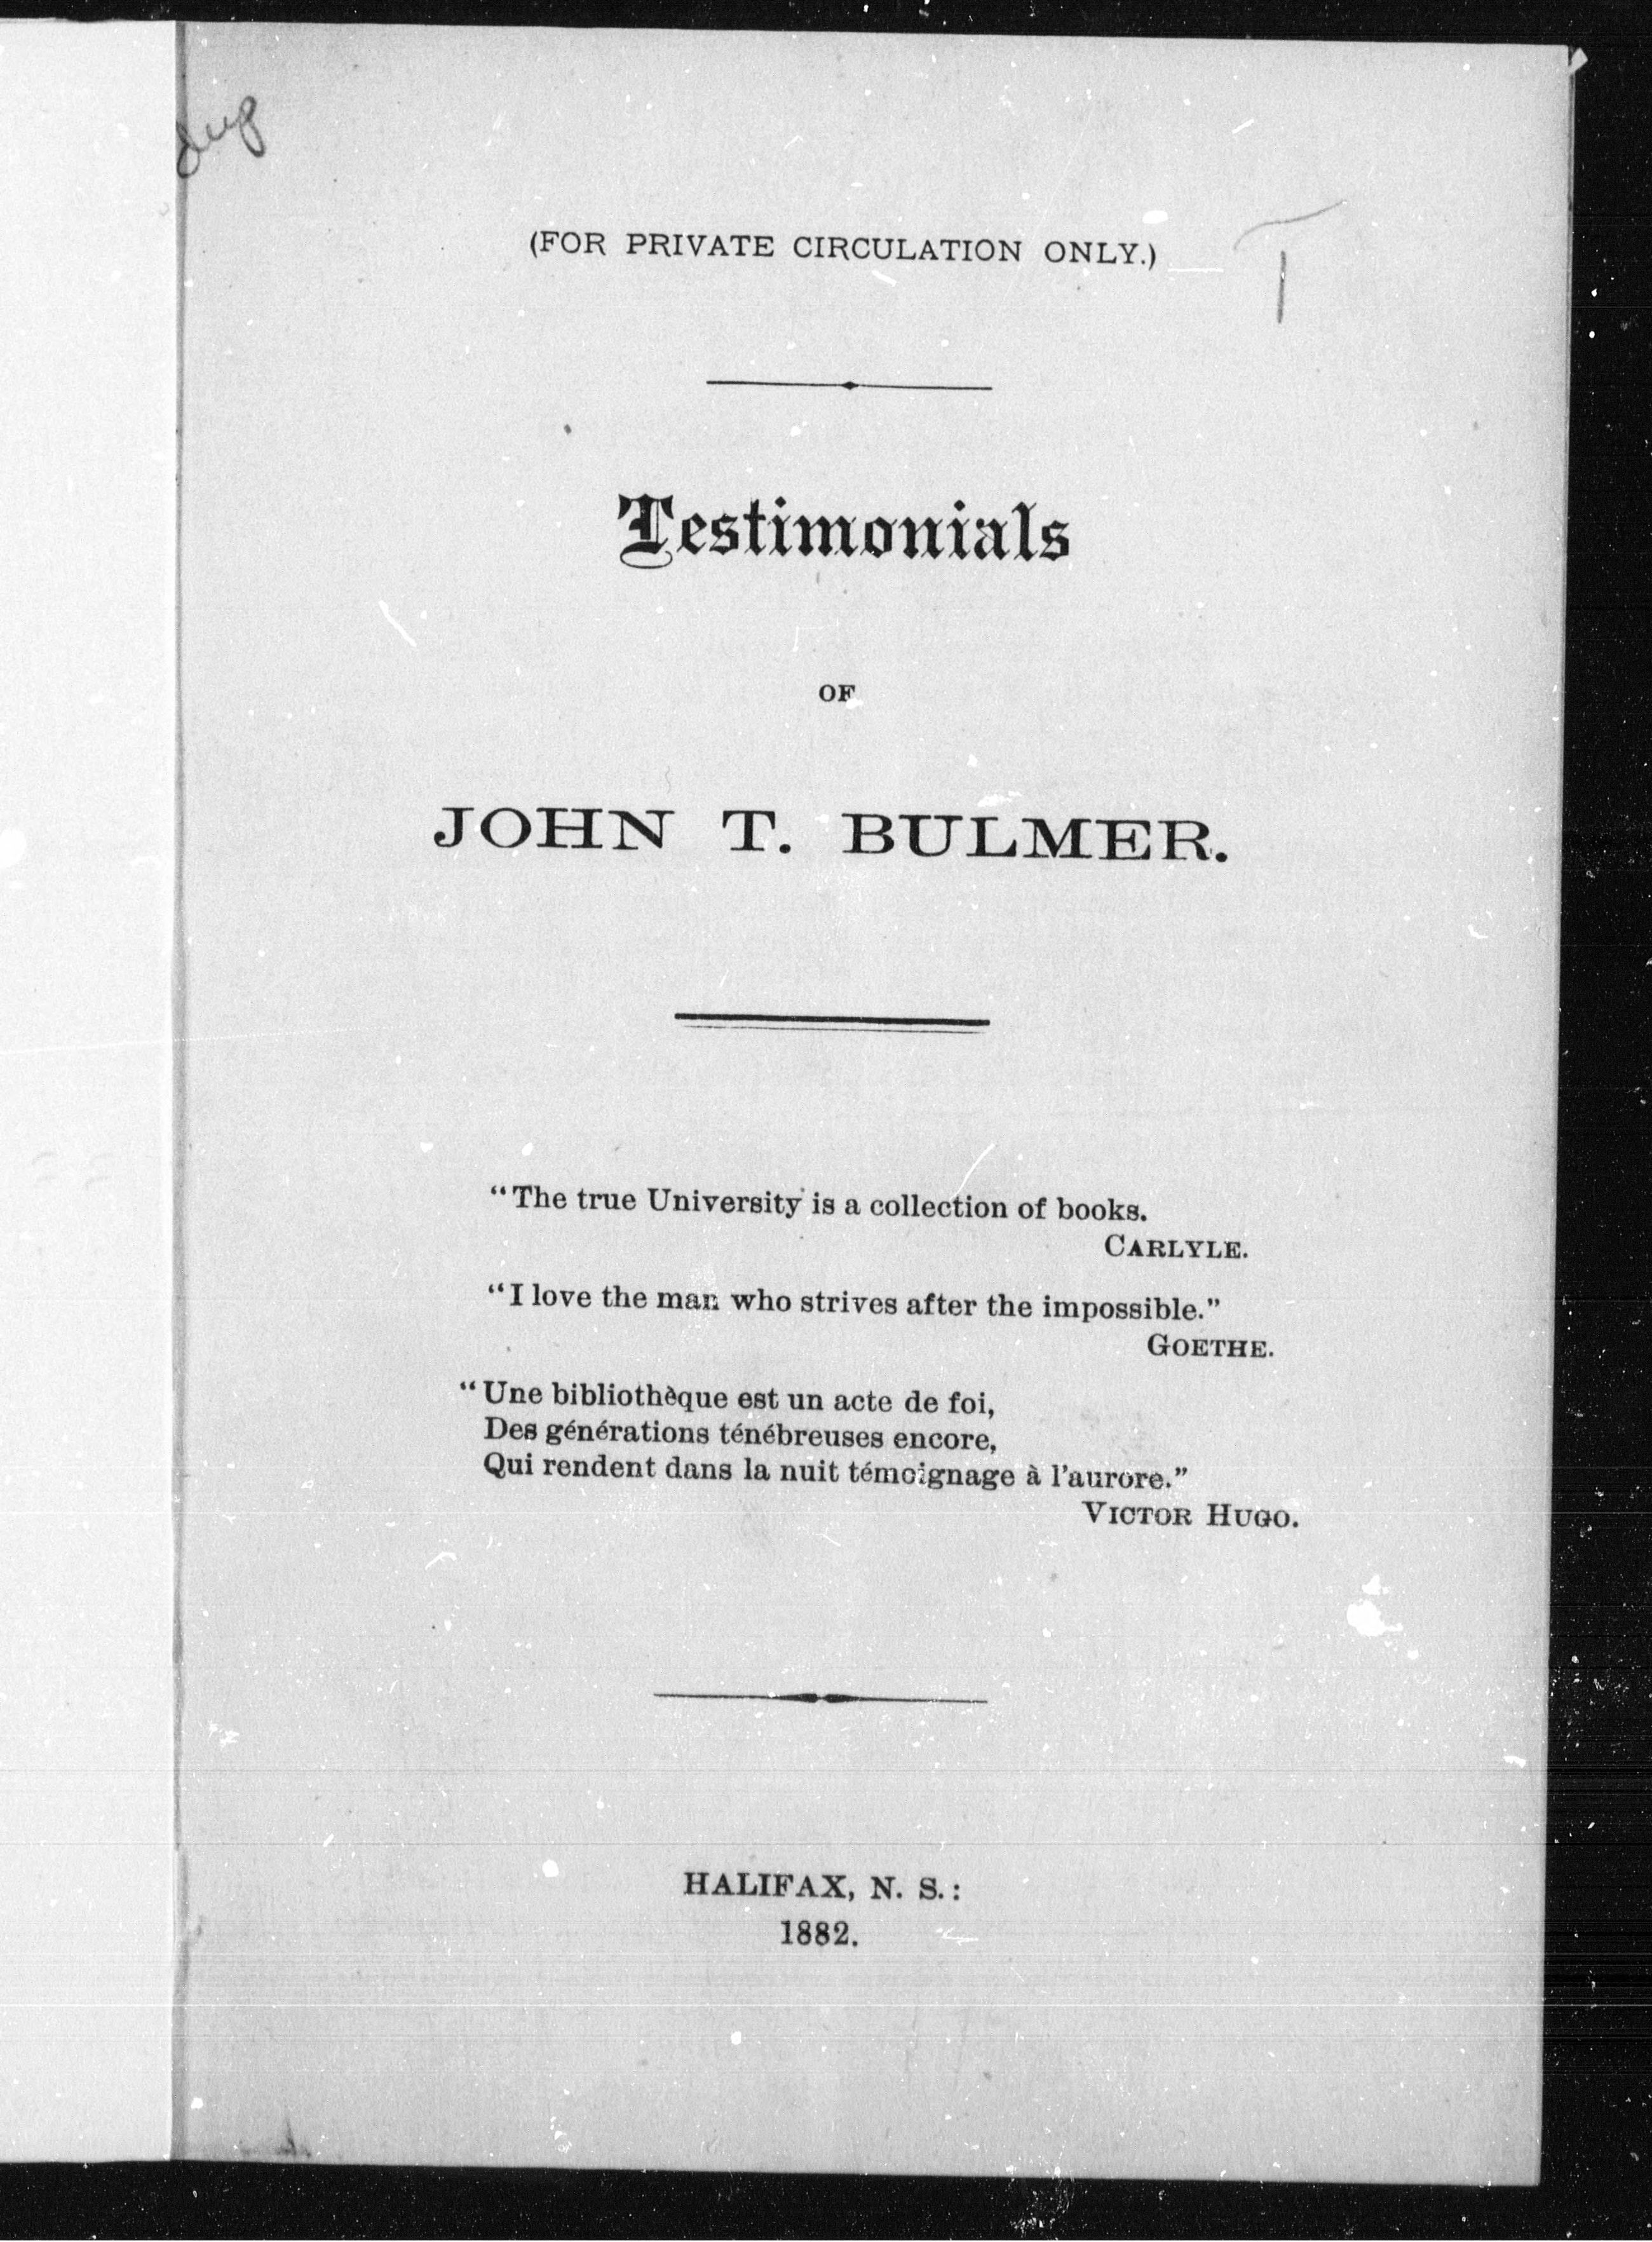 dup
(FOR PRIVATE CIRCULATION ONLY.)
Testimonials
OF
JOHN T. BULMER.
“The true University is a collection of books.
CARLYLE.
“I love the man who strives after the impossible.”
GOETHE.
“Une bibliothèque est un acte de foi,
Des générations ténébreuses encore,
Qui rendent dans la nuit témoignage à l’aurore.”
VICTOR HUGO.
HALIFAX, N. S.:
1882.